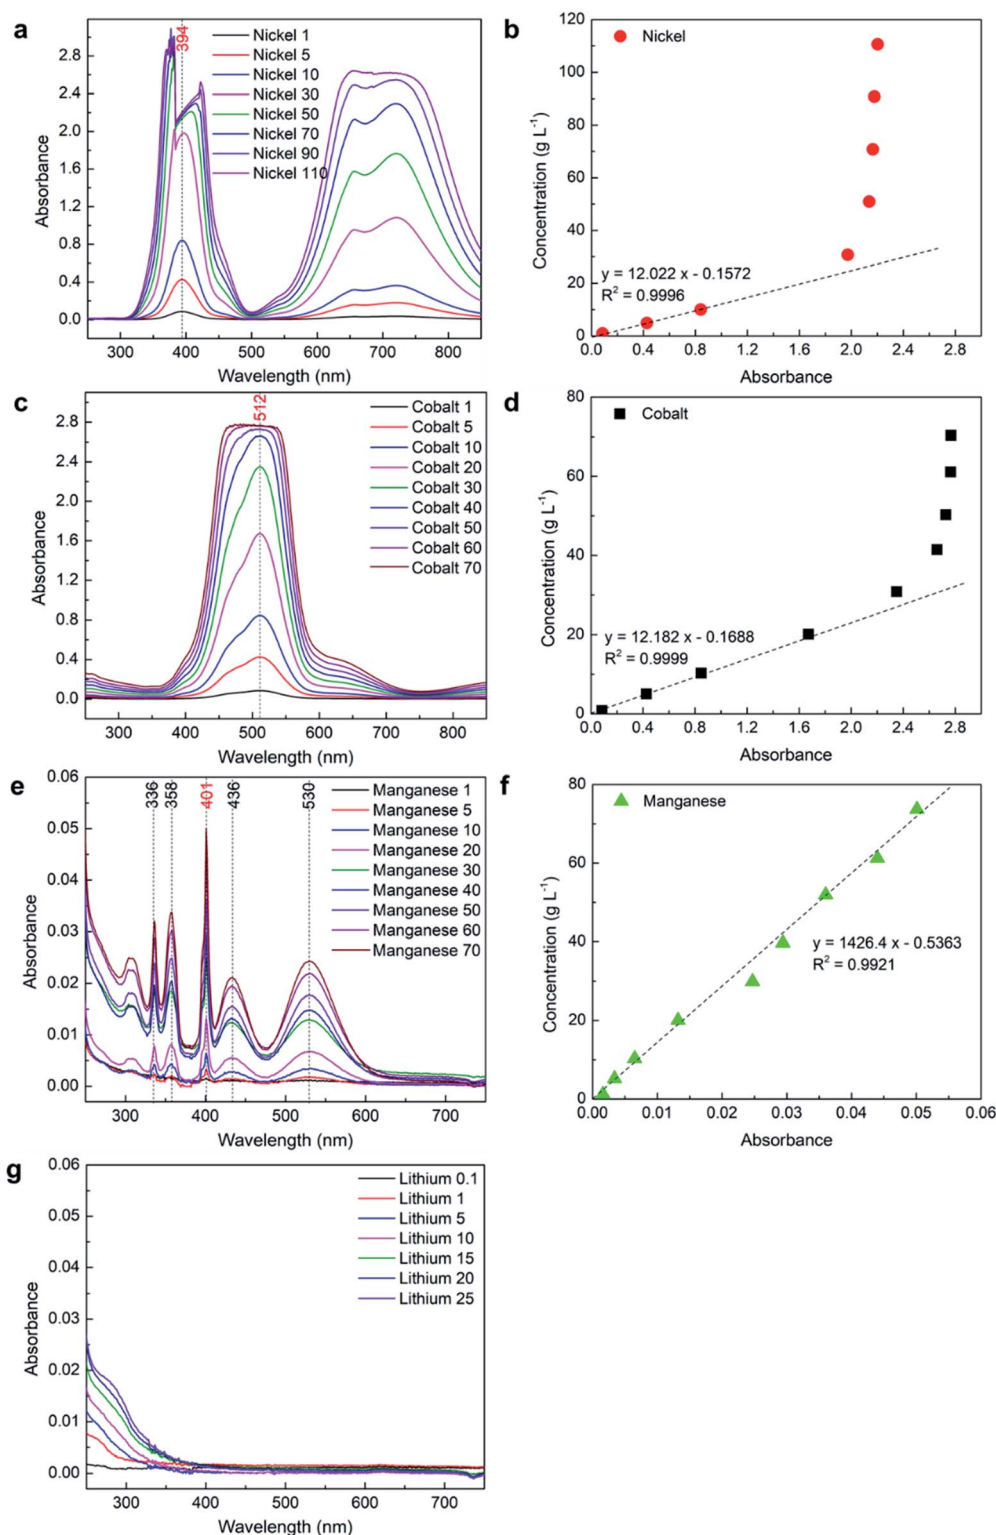 a
394
Nickel 1
Nickel 5
Nickel 10
Nickel 30
Nickel 50
Nickel 70
Nickel 90
Nickel 110
2.8
2.4
2.0
1.6
1.2
0.8
0.4
0.0
Absorbance
300 400 500 600 700 800
Wavelength (nm)
b
Nickel
120
100
80
60
40
20
0
Concentration (g L⁻¹)
y = 12.022 x - 0.1572
R² = 0.9996
0.0 0.4 0.8 1.2 1.6 2.0 2.4 2.8
Absorbance
c
512
Cobalt 1
Cobalt 5
Cobalt 10
Cobalt 20
Cobalt 30
Cobalt 40
Cobalt 50
Cobalt 60
Cobalt 70
2.8
2.4
2.0
1.6
1.2
0.8
0.4
0.0
Absorbance
300 400 500 600 700 800
Wavelength (nm)
d
Cobalt
80
60
40
20
0
Concentration (g L⁻¹)
y = 12.182 x - 0.1688
R² = 0.9999
0.0 0.4 0.8 1.2 1.6 2.0 2.4 2.8
Absorbance
e
336
358
401
436
530
Manganese 1
Manganese 5
Manganese 10
Manganese 20
Manganese 30
Manganese 40
Manganese 50
Manganese 60
Manganese 70
0.06
0.05
0.04
0.03
0.02
0.01
0.00
Absorbance
300 400 500 600 700
Wavelength (nm)
f
Manganese
80
60
40
20
0
Concentration (g L⁻¹)
y = 1426.4 x - 0.5363
R² = 0.9921
0.00 0.01 0.02 0.03 0.04 0.05 0.06
Absorbance
g
Lithium 0.1
Lithium 1
Lithium 5
Lithium 10
Lithium 15
Lithium 20
Lithium 25
0.06
0.05
0.04
0.03
0.02
0.01
0.00
Absorbance
300 400 500 600 700
Wavelength (nm)